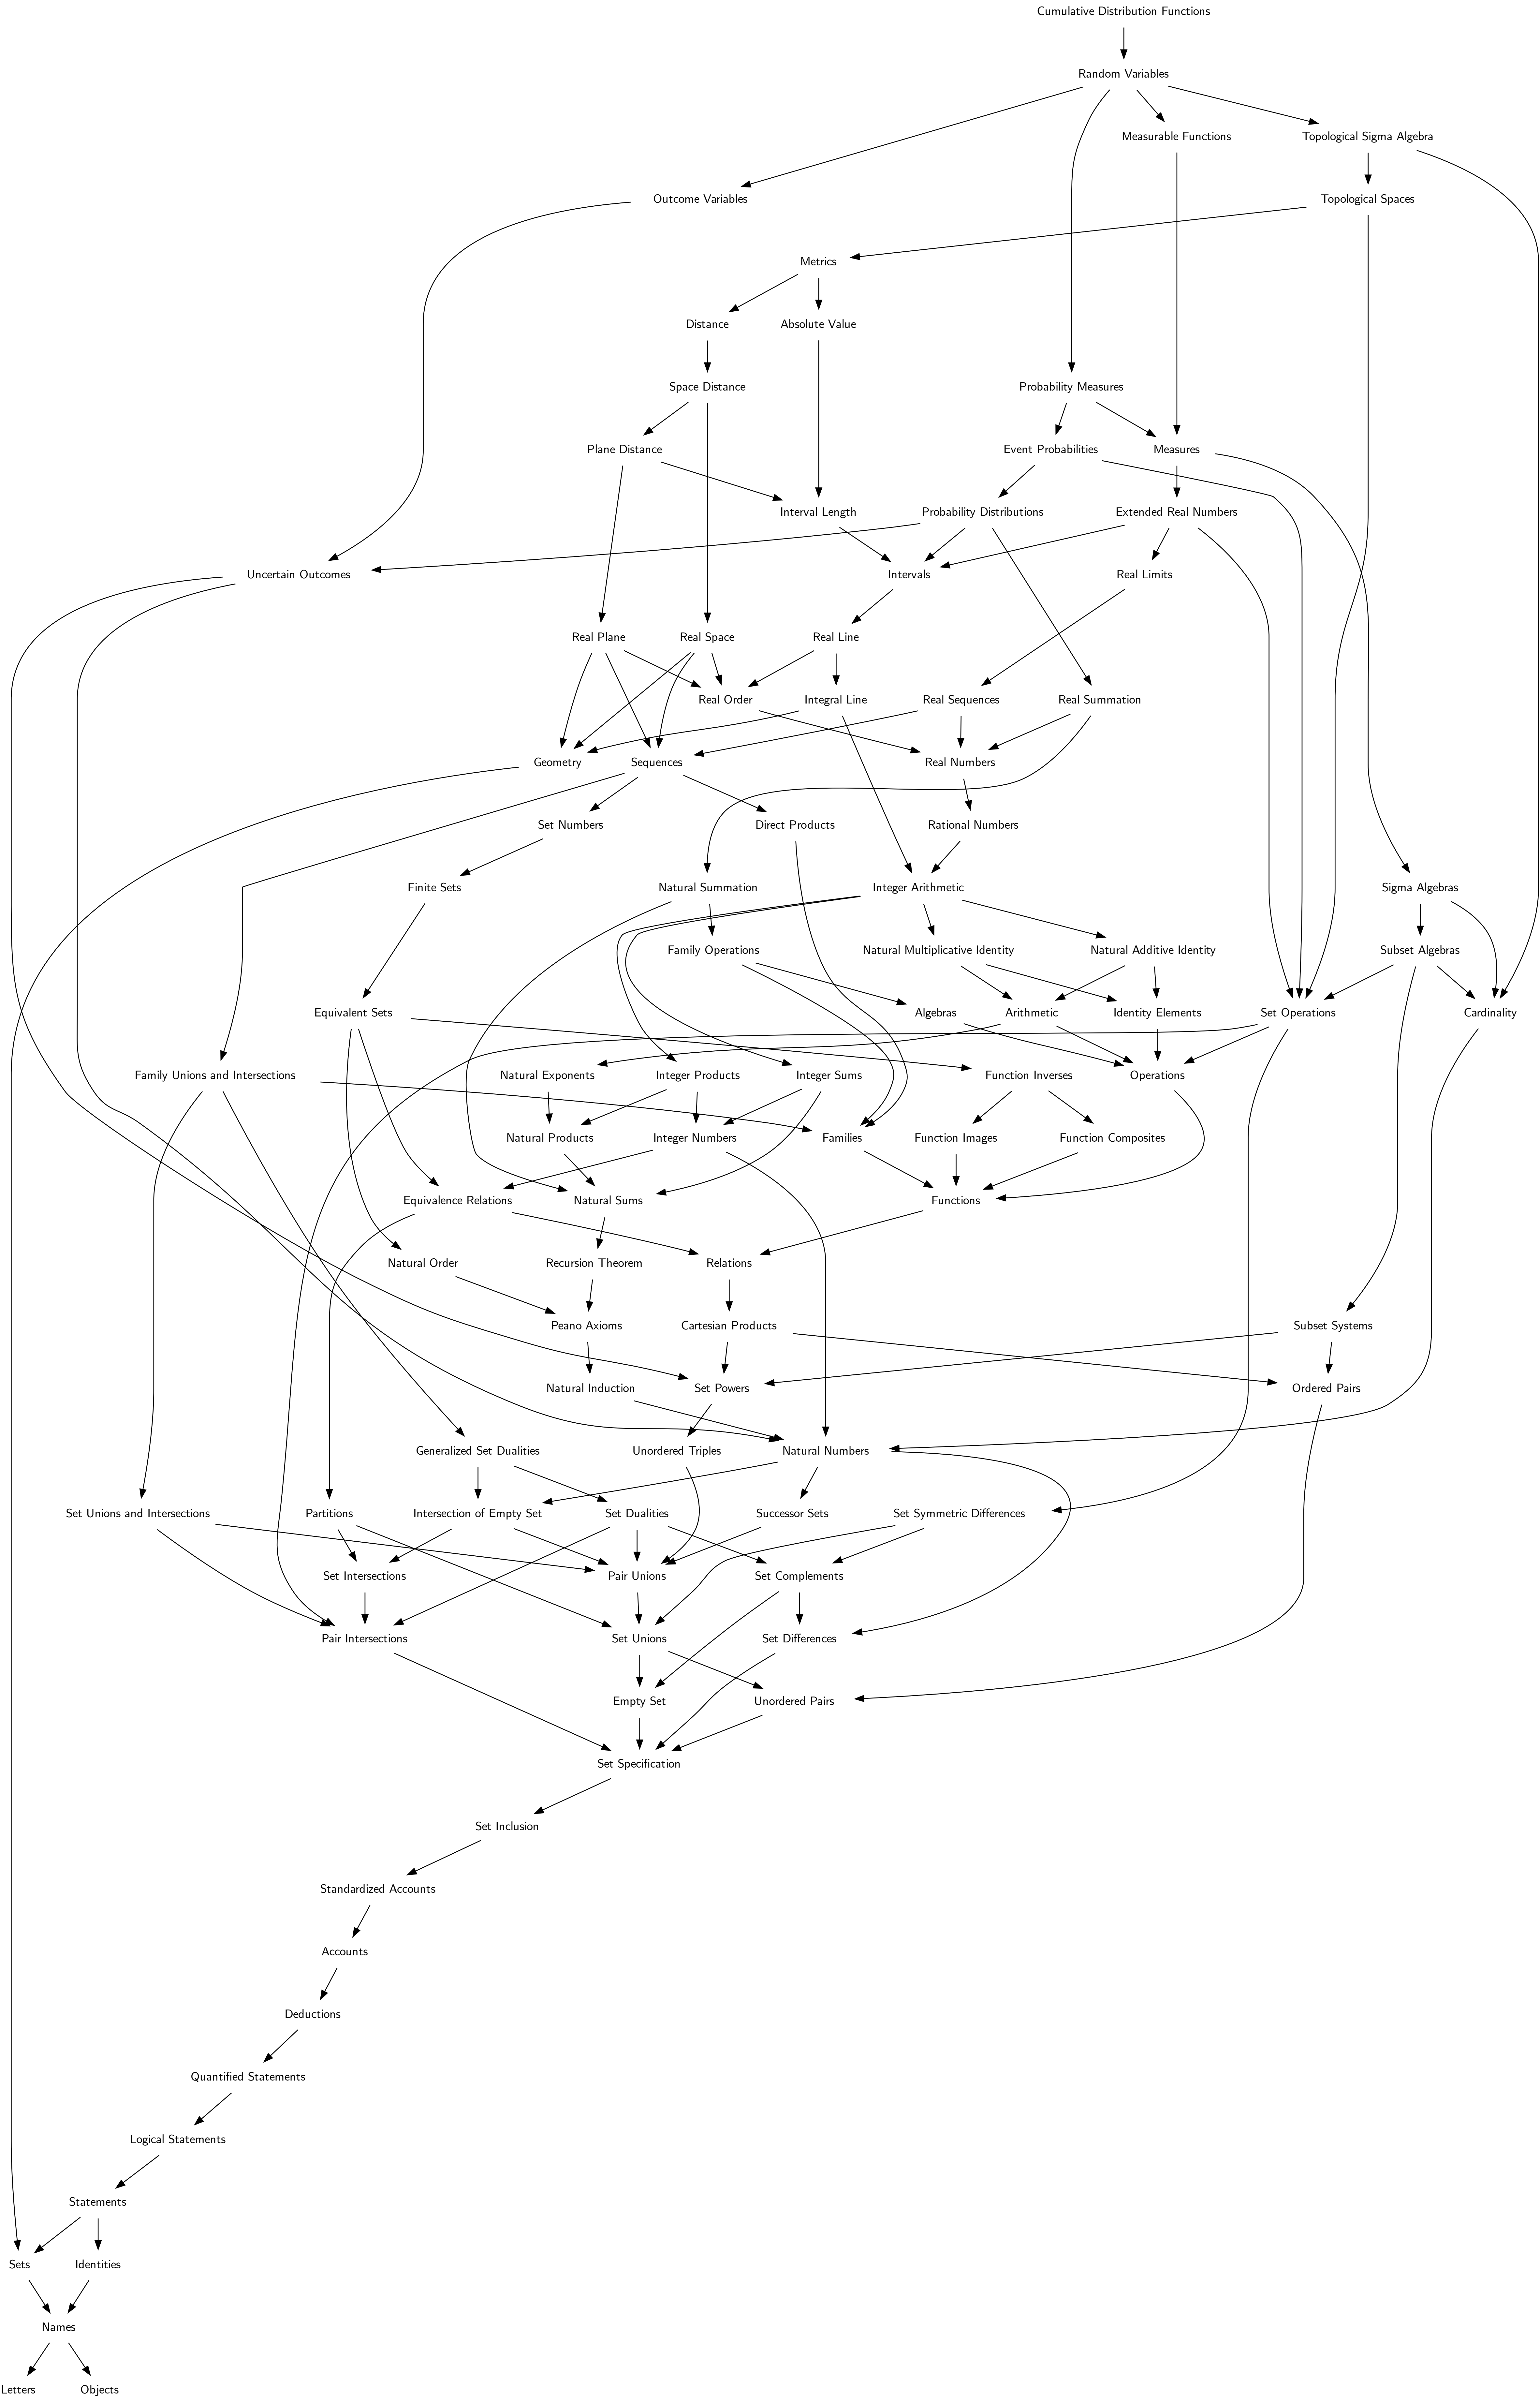 Cumulative Distribution Functions
Random Variables
Measurable Functions
Topological Sigma Algebra
Outcome Variables
Topological Spaces
Metrics
Distance
Absolute Value
Space Distance
Probability Measures
Plane Distance
Event Probabilities
Measures
Interval Length
Probability Distributions
Extended Real Numbers
Uncertain Outcomes
Intervals
Real Limits
Real Plane
Real Space
Real Line
Real Order
Integral Line
Real Sequences
Real Summation
Geometry
Sequences
Real Numbers
Set Numbers
Direct Products
Rational Numbers
Finite Sets
Natural Summation
Integer Arithmetic
Sigma Algebras
Family Operations
Natural Multiplicative Identity
Natural Additive Identity
Subset Algebras
Equivalent Sets
Algebras
Arithmetic
Identity Elements
Set Operations
Cardinality
Family Unions and Intersections
Natural Exponents
Integer Products
Integer Sums
Function Inverses
Operations
Natural Products
Integer Numbers
Families
Function Images
Function Composites
Equivalence Relations
Natural Sums
Functions
Natural Order
Recursion Theorem
Relations
Peano Axioms
Cartesian Products
Subset Systems
Natural Induction
Set Powers
Ordered Pairs
Generalized Set Dualities
Unordered Triples
Natural Numbers
Set Unions and Intersections
Partitions
Intersection of Empty Set
Set Dualities
Successor Sets
Set Symmetric Differences
Set Intersections
Pair Unions
Set Complements
Pair Intersections
Set Unions
Set Differences
Empty Set
Unordered Pairs
Set Specification
Set Inclusion
Standardized Accounts
Accounts
Deductions
Quantified Statements
Logical Statements
Statements
Sets
Identities
Names
Letters
Objects